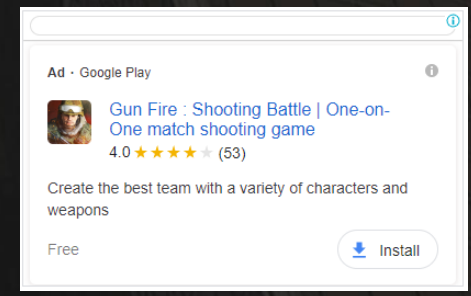 Ad · Google Play
Gun Fire : Shooting Battle | One-on-
One match shooting game
4.0 ★★★★★ (53)
Create the best team with a variety of characters and
weapons
Free
Install